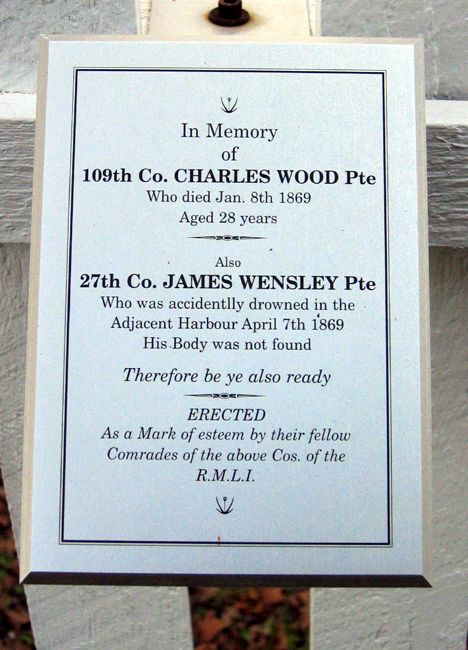 In Memory
of
109th Co. CHARLES WOOD Pte
Who died Jan. 8th 1869
Aged 28 years
Also
27th Co. JAMES WENSLEY Pte
Who was accidentlly drowned in the
Adjacent Harbour April 7th 1869
His Body was not found
Therefore be ye also ready
ERECTED
As a Mark of esteem by their fellow
Comrades of the above Cos. of the
R.M.L.I.